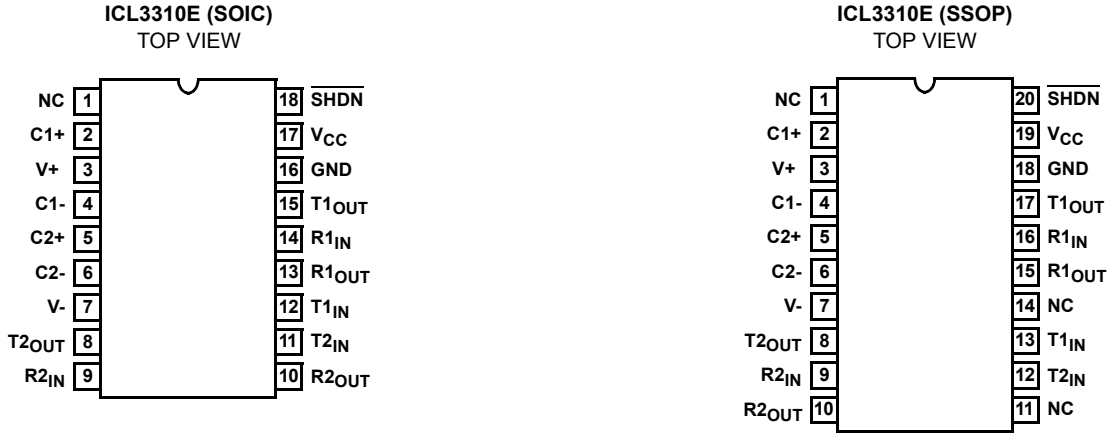 ICL3310E (SOIC)
TOP VIEW
NC 1
C1+ 2
V+ 3
C1- 4
C2+ 5
C2- 6
V- 7
T2OUT 8
R2IN 9
18 SHDN
17 VCC
16 GND
15 T1OUT
14 R1IN
13 R1OUT
12 T1IN
11 T2IN
10 R2OUT
ICL3310E (SSOP)
TOP VIEW
NC 1
C1+ 2
V+ 3
C1- 4
C2+ 5
C2- 6
V- 7
T2OUT 8
R2IN 9
R2OUT 10
20 SHDN
19 VCC
18 GND
17 T1OUT
16 R1IN
15 R1OUT
14 NC
13 T1IN
12 T2IN
11 NC